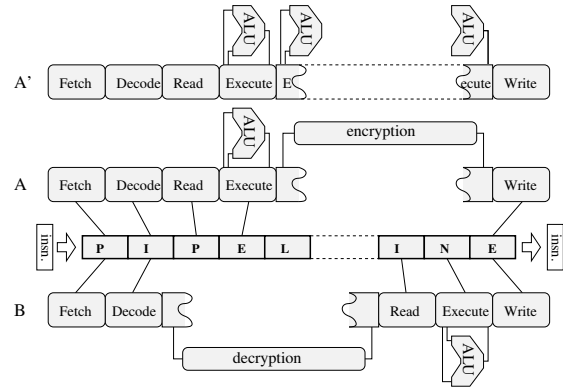 ALU ALU ALU
A’ Fetch Decode Read Execute E ecute Write
ALU encryption
A Fetch Decode Read Execute Write
insn. P I P E L I N E insn.
B Fetch Decode Read Execute Write
decryption ALU